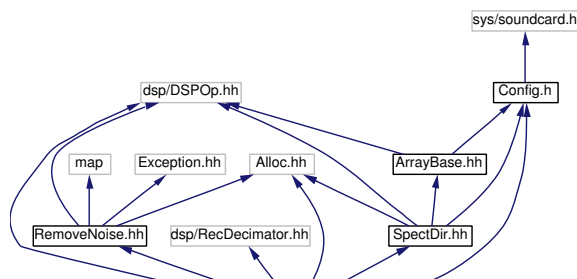 sys/soundcard.h
dsp/DSPOp.hh
Config.h
map
Exception.hh
Alloc.hh
ArrayBase.hh
RemoveNoise.hh
dsp/RecDecimator.hh
SpectDir.hh